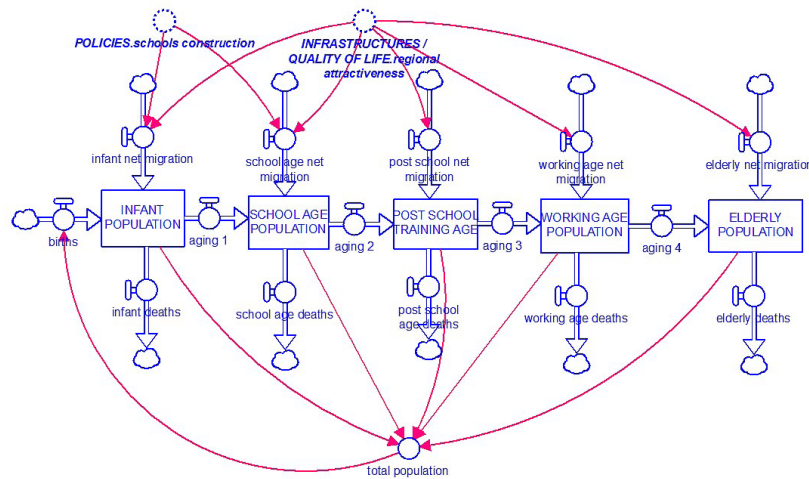 POLICIES.schools construction
INFRASTRUCTURES /
QUALITY OF LIFE.regional
attractiveness
infant net migration
school age net
migration
post school net
migration
working age net
migration
elderly net migration
INFANT
POPULATION
SCHOOL AGE
POPULATION
POST SCHOOL
TRAINING AGE
WORKING AGE
POPULATION
ELDERLY
POPULATION
births
aging 1
aging 2
aging 3
aging 4
infant deaths
school age deaths
post school
age deaths
working age deaths
elderly deaths
total population